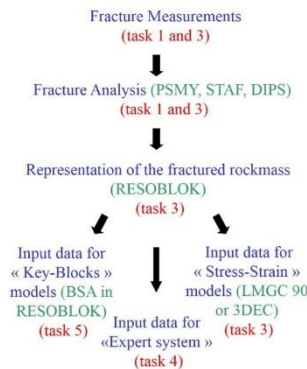 Fracture Measurements
(task 1 and 3)
Fracture Analysis (PSMY, STAF, DIPS)
(task 1 and 3)
Representation of the fractured rockmass
(RESOBLOK)
(task 3)
Input data for
« Key-Blocks »
models (BSA in
RESOBLOK)
(task 5)
Input data for
«Expert system »
(task 4)
Input data for
« Stress-Strain »
models (LMGC 90
or 3DEC)
(task 3)